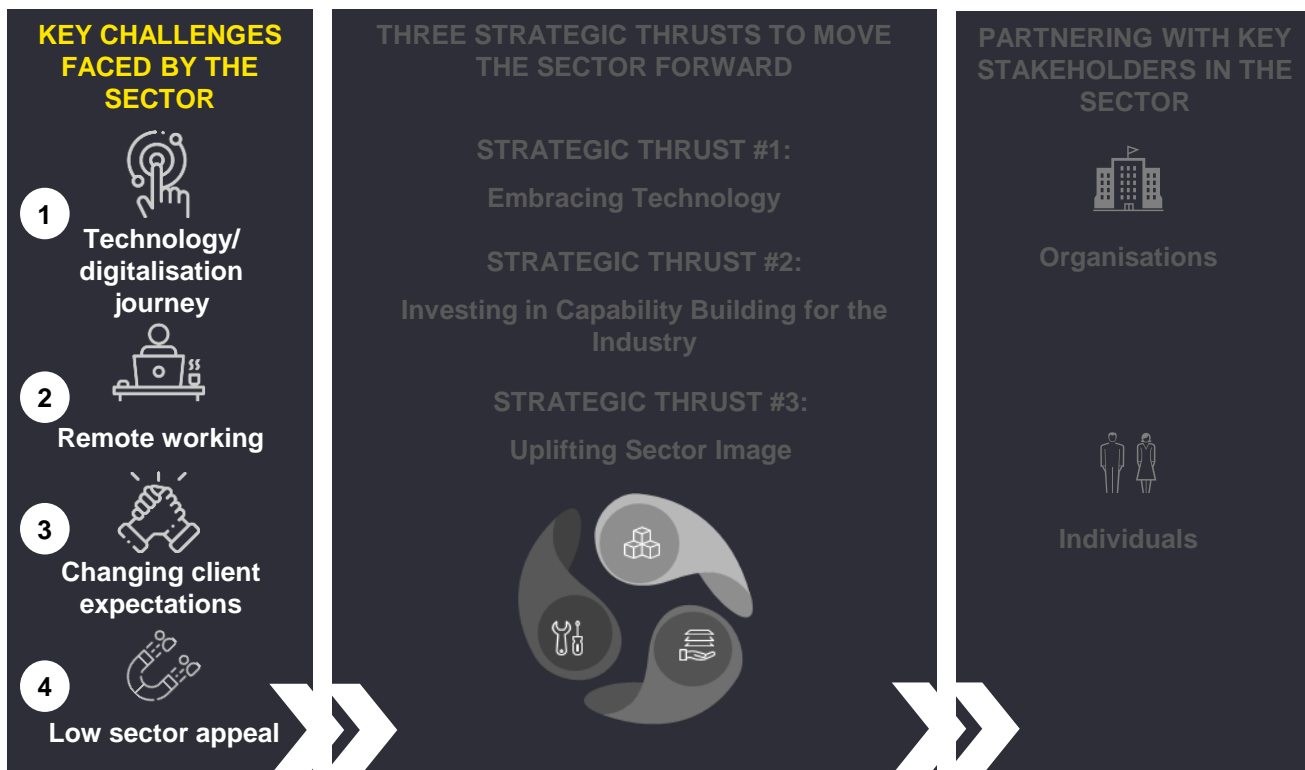 KEY CHALLENGES
FACED BY THE
SECTOR
1
Technology/
digitalisation
journey
2
Remote working
3
Changing client
expectations
4
Low sector appeal
THREE STRATEGIC THRUSTS TO MOVE
THE SECTOR FORWARD
STRATEGIC THRUST #1:
Embracing Technology
STRATEGIC THRUST #2:
Investing in Capability Building for the
Industry
STRATEGIC THRUST #3:
Uplifting Sector Image
PARTNERING WITH KEY
STAKEHOLDERS IN THE
SECTOR
Organisations
Individuals